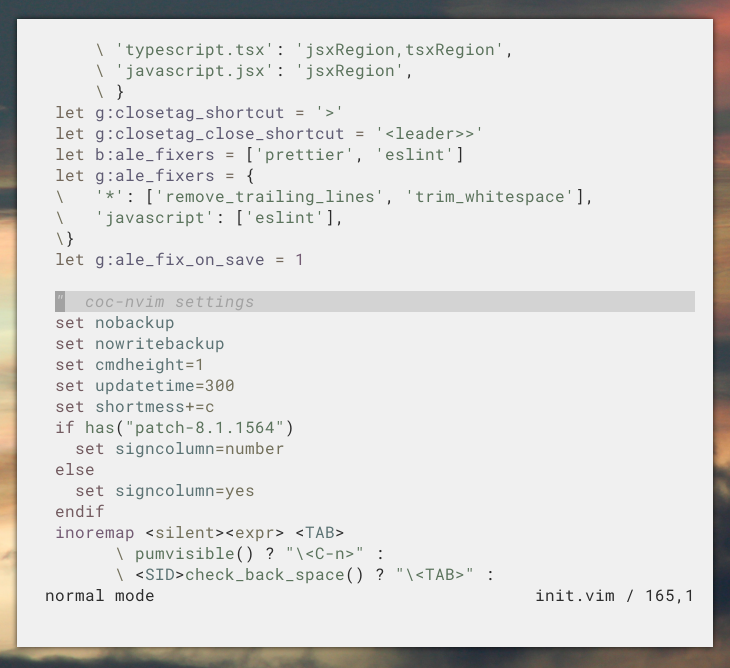 \ 'typescript.tsx': 'jsxRegion,tsxRegion',
    \ 'javascript.jsx': 'jsxRegion',
    \ }
let g:closetag_shortcut = '>'
let g:closetag_close_shortcut = '<leader>>'
let b:ale_fixers = ['prettier', 'eslint']
let g:ale_fixers = {
\   '*': ['remove_trailing_lines', 'trim_whitespace'],
\   'javascript': ['eslint'],
\}
let g:ale_fix_on_save = 1
"  coc-nvim settings
set nobackup
set nowritebackup
set cmdheight=1
set updatetime=300
set shortmess+=c
if has("patch-8.1.1564")
  set signcolumn=number
else
  set signcolumn=yes
endif
inoremap <silent><expr> <TAB>
      \ pumvisible() ? "\<C-n>" :
      \ <SID>check_back_space() ? "\<TAB>" :
normal mode init.vim / 165,1